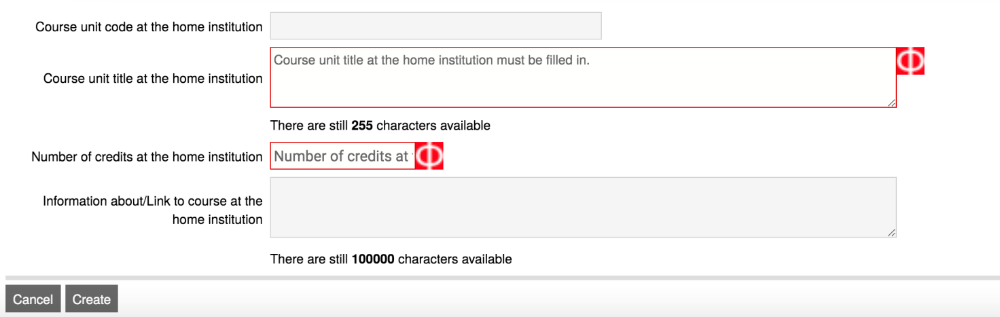 Course unit code at the home institution
Course unit title at the home institution must be filled in.
Course unit title at the home institution
There are still 255 characters available
Number of credits at the home institution
Number of credits at
Information about/Link to course at the
home institution
There are still 100000 characters available
Cancel Create